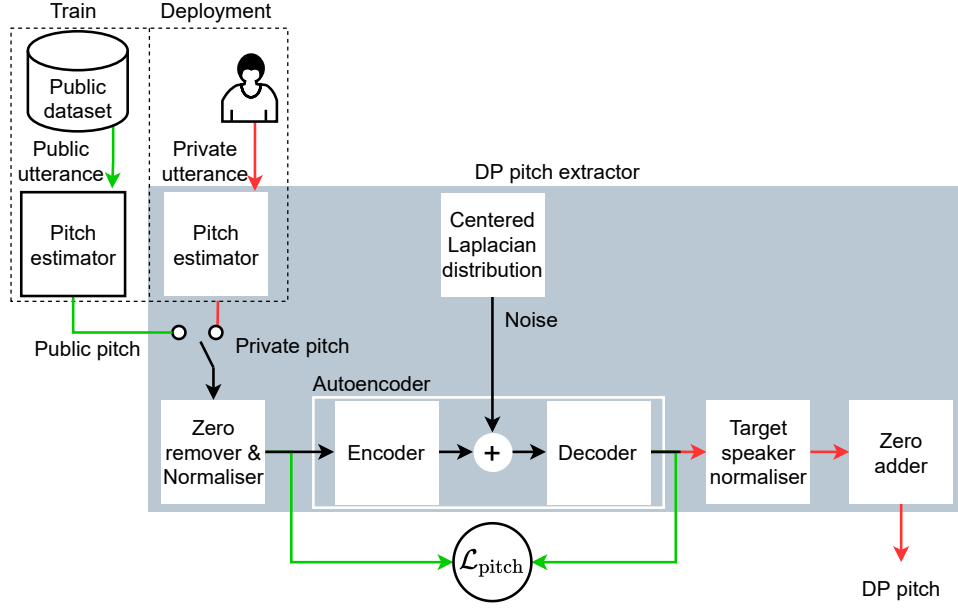 Train
Deployment
Public
dataset
Public
utterance
Private
utterance
DP pitch extractor
Pitch
estimator
Pitch
estimator
Centered
Laplacian
distribution
Noise
Public pitch
Private pitch
Autoencoder
Zero
remover &
Normaliser
Encoder
+
Decoder
Target
speaker
normaliser
Zero
adder
ℒpitch
DP pitch